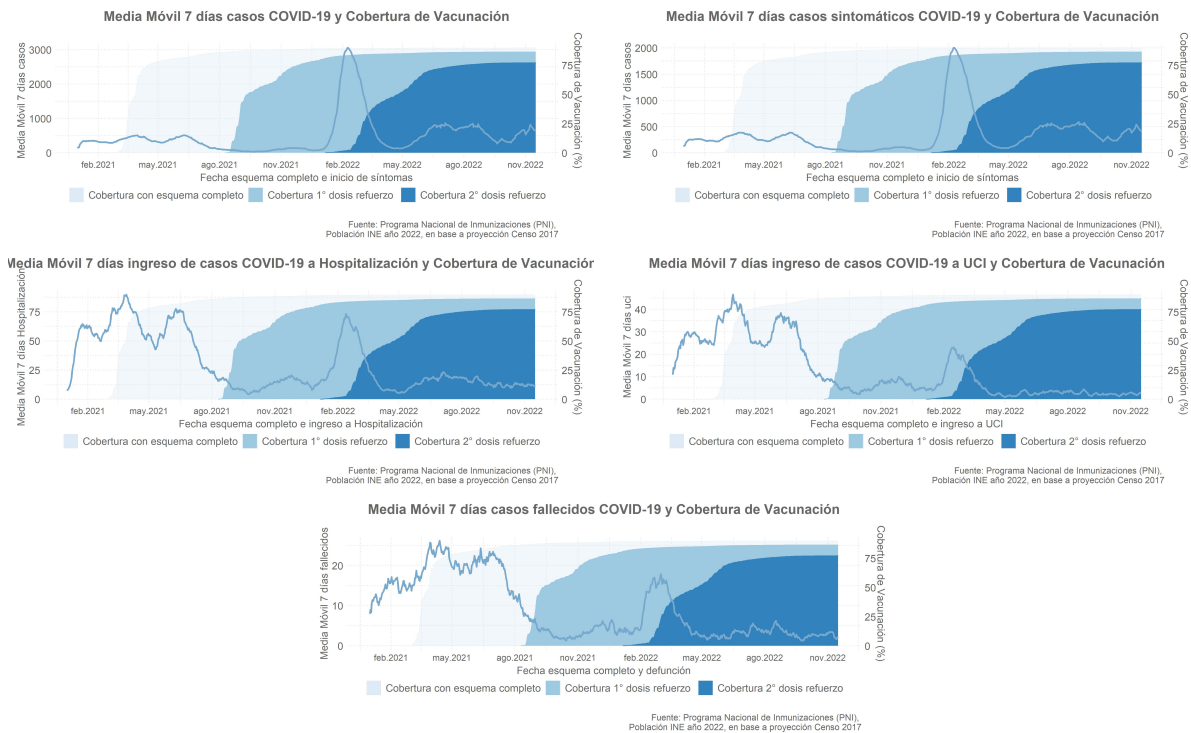 Media Móvil 7 días casos COVID-19 y Cobertura de Vacunación
Media Móvil 7 días casos
3000
2000
1000
0
Cobertura de Vacunación (%)
75
50
25
0
feb.2021 may.2021 ago.2021 nov.2021 feb.2022 may.2022 ago.2022 nov.2022
Fecha esquema completo e inicio de síntomas
Cobertura con esquema completo Cobertura 1° dosis refuerzo Cobertura 2° dosis refuerzo
Fuente: Programa Nacional de Inmunizaciones (PNI),
Población INE año 2022, en base a proyección Censo 2017
Media Móvil 7 días casos sintomáticos COVID-19 y Cobertura de Vacunación
Media Móvil 7 días casos
2000
1500
1000
500
0
Cobertura de Vacunación (%)
75
50
25
0
feb.2021 may.2021 ago.2021 nov.2021 feb.2022 may.2022 ago.2022 nov.2022
Fecha esquema completo e inicio de síntomas
Cobertura con esquema completo Cobertura 1° dosis refuerzo Cobertura 2° dosis refuerzo
Fuente: Programa Nacional de Inmunizaciones (PNI),
Población INE año 2022, en base a proyección Censo 2017
Media Móvil 7 días ingreso de casos COVID-19 a Hospitalización y Cobertura de Vacunación
Media Móvil 7 días Hospitalización
75
50
25
0
Cobertura de Vacunación (%)
75
50
25
0
feb.2021 may.2021 ago.2021 nov.2021 feb.2022 may.2022 ago.2022 nov.2022
Fecha esquema completo e ingreso a Hospitalización
Cobertura con esquema completo Cobertura 1° dosis refuerzo Cobertura 2° dosis refuerzo
Fuente: Programa Nacional de Inmunizaciones (PNI),
Población INE año 2022, en base a proyección Censo 2017
Media Móvil 7 días ingreso de casos COVID-19 a UCI y Cobertura de Vacunación
Media Móvil 7 días uci
40
30
20
10
0
Cobertura de Vacunación (%)
75
50
25
0
feb.2021 may.2021 ago.2021 nov.2021 feb.2022 may.2022 ago.2022 nov.2022
Fecha esquema completo e ingreso a UCI
Cobertura con esquema completo Cobertura 1° dosis refuerzo Cobertura 2° dosis refuerzo
Fuente: Programa Nacional de Inmunizaciones (PNI),
Población INE año 2022, en base a proyección Censo 2017
Media Móvil 7 días casos fallecidos COVID-19 y Cobertura de Vacunación
Media Móvil 7 días fallecidos
20
10
0
Cobertura de Vacunación (%)
75
50
25
0
feb.2021 may.2021 ago.2021 nov.2021 feb.2022 may.2022 ago.2022 nov.2022
Fecha esquema completo y defunción
Cobertura con esquema completo Cobertura 1° dosis refuerzo Cobertura 2° dosis refuerzo
Fuente: Programa Nacional de Inmunizaciones (PNI),
Población INE año 2022, en base a proyección Censo 2017